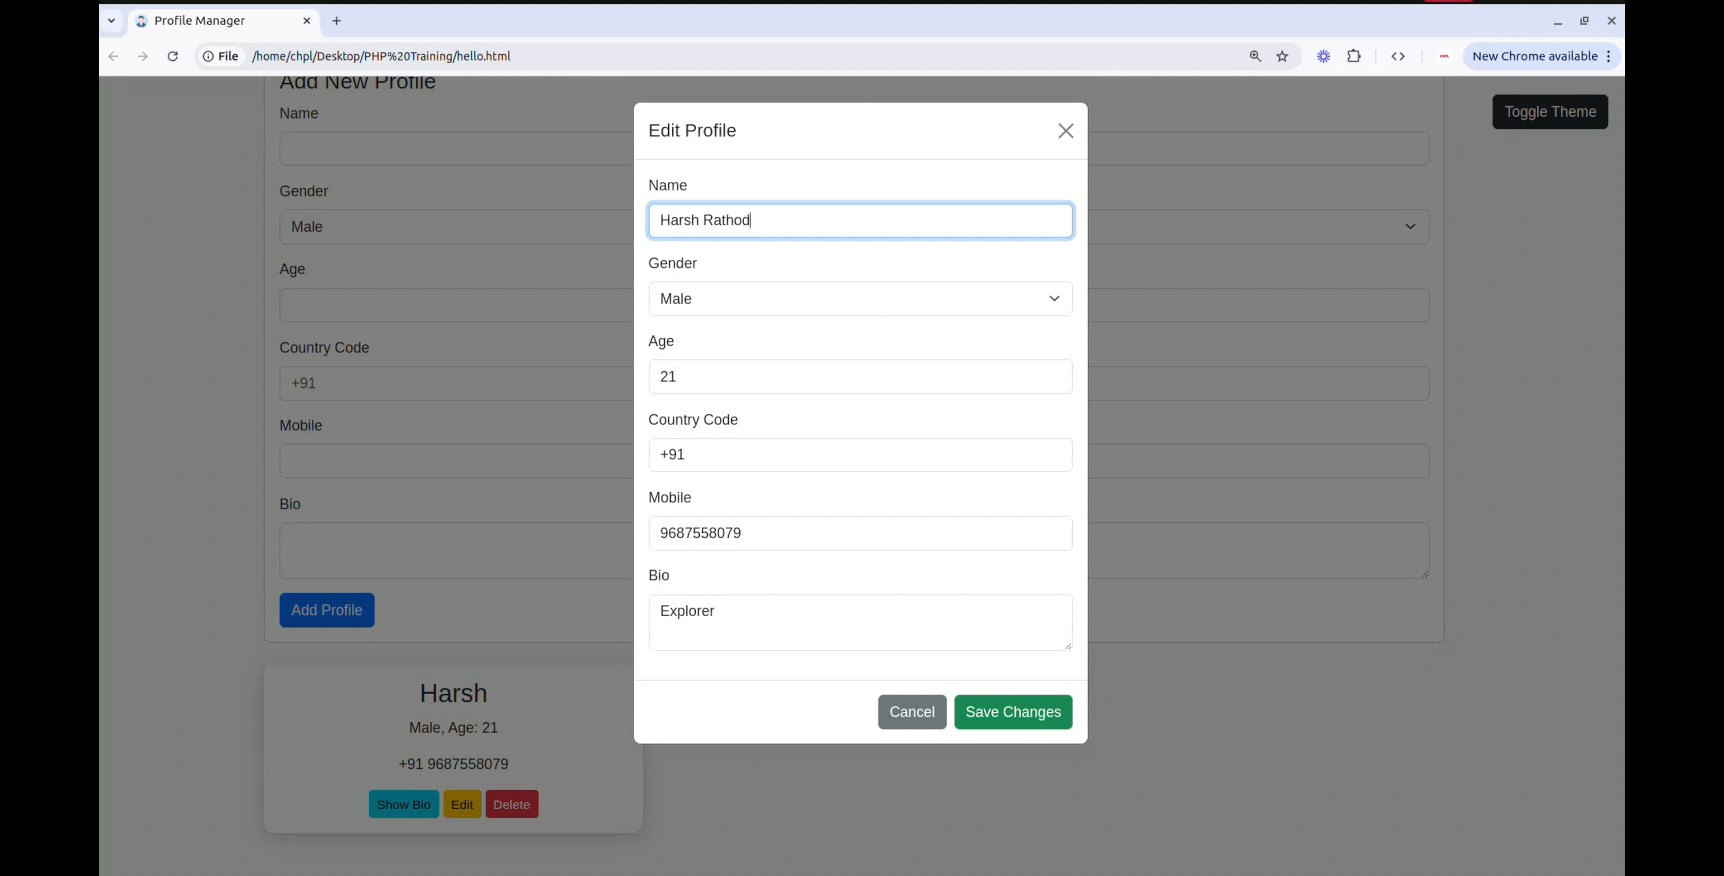 Profile Manager
File /home/chpl/Desktop/PHP%20Training/hello.html
New Chrome available
Add New Profile
Name
Gender
Male
Age
Country Code
+91
Mobile
Bio
Add Profile
Toggle Theme
Edit Profile
Name
Harsh Rathod
Gender
Male
Age
21
Country Code
+91
Mobile
9687558079
Bio
Explorer
Cancel Save Changes
Harsh
Male, Age: 21
+91 9687558079
Show Bio Edit Delete